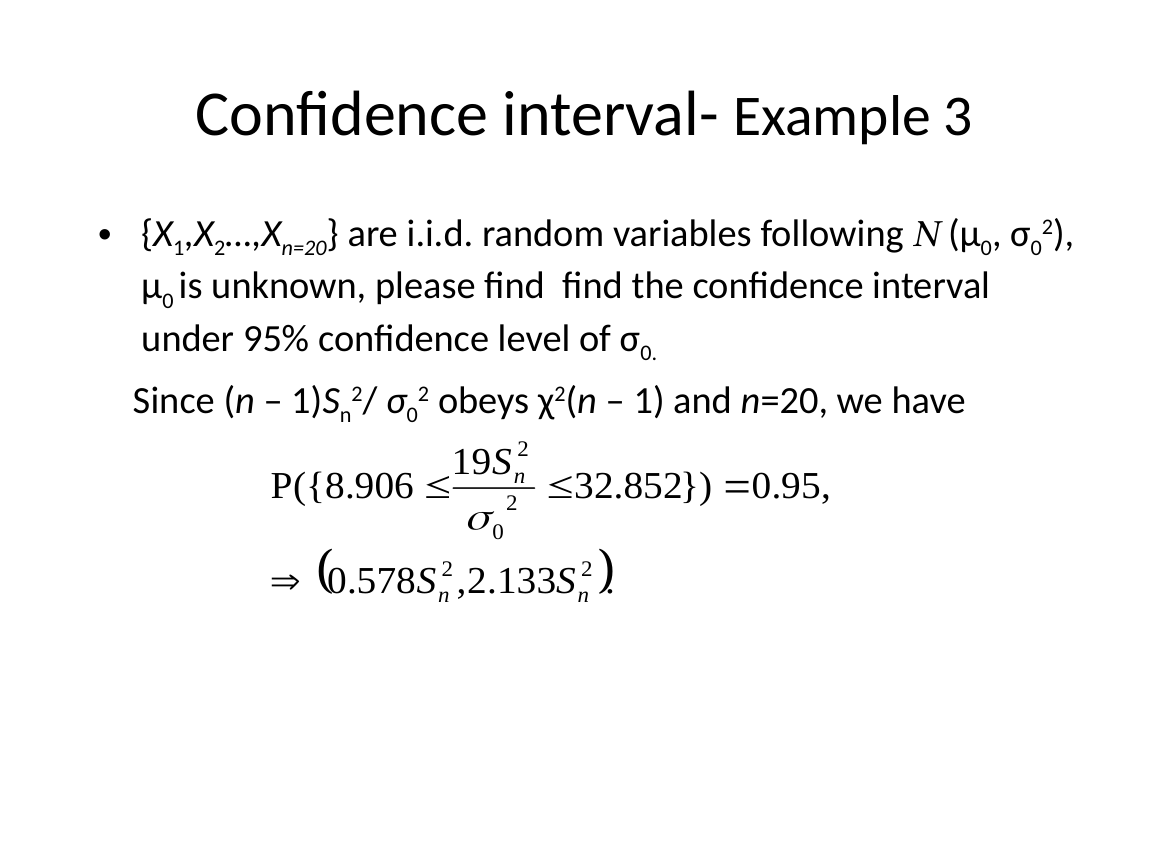 Confidence interval- Example 3
• {X₁,X₂…,Xₙ₌₂₀} are i.i.d. random variables following N (μ₀, σ₀²),
μ₀ is unknown, please find  find the confidence interval
under 95% confidence level of σ₀.
Since (n – 1)Sₙ²/ σ₀² obeys χ²(n – 1) and n=20, we have
P({8.906 ≤ 19Sₙ²/σ₀² ≤32.852}) =0.95,
⇒ (0.578Sₙ²,2.133Sₙ²).